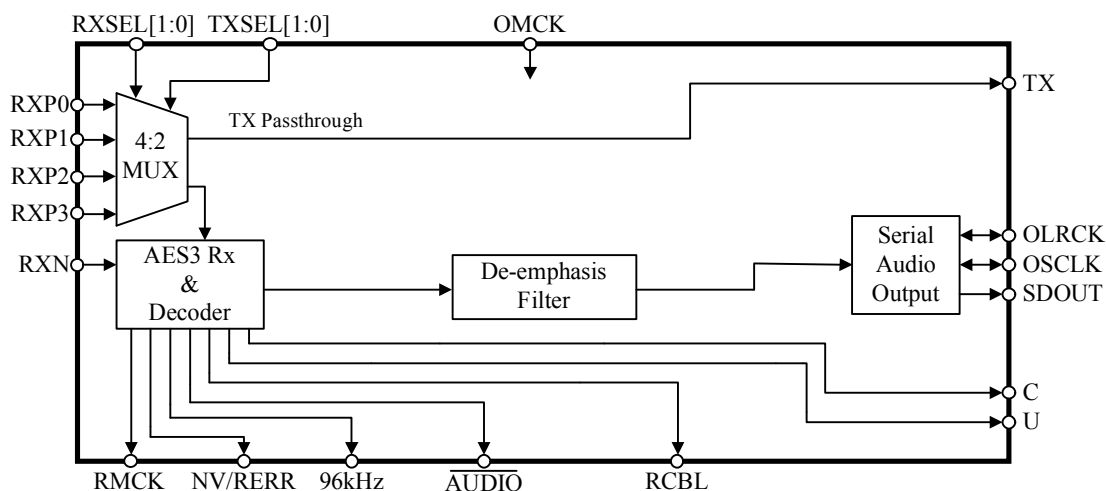 RXSEL[1:0] TXSEL[1:0] OMCK
TX
RXP0
RXP1
RXP2
RXP3
4:2
MUX
TX Passthrough
RXN
AES3 Rx
&
Decoder
De-emphasis
Filter
Serial
Audio
Output
OLRCK
OSCLK
SDOUT
C
U
RMCK NV/RERR 96kHz AUDIO RCBL